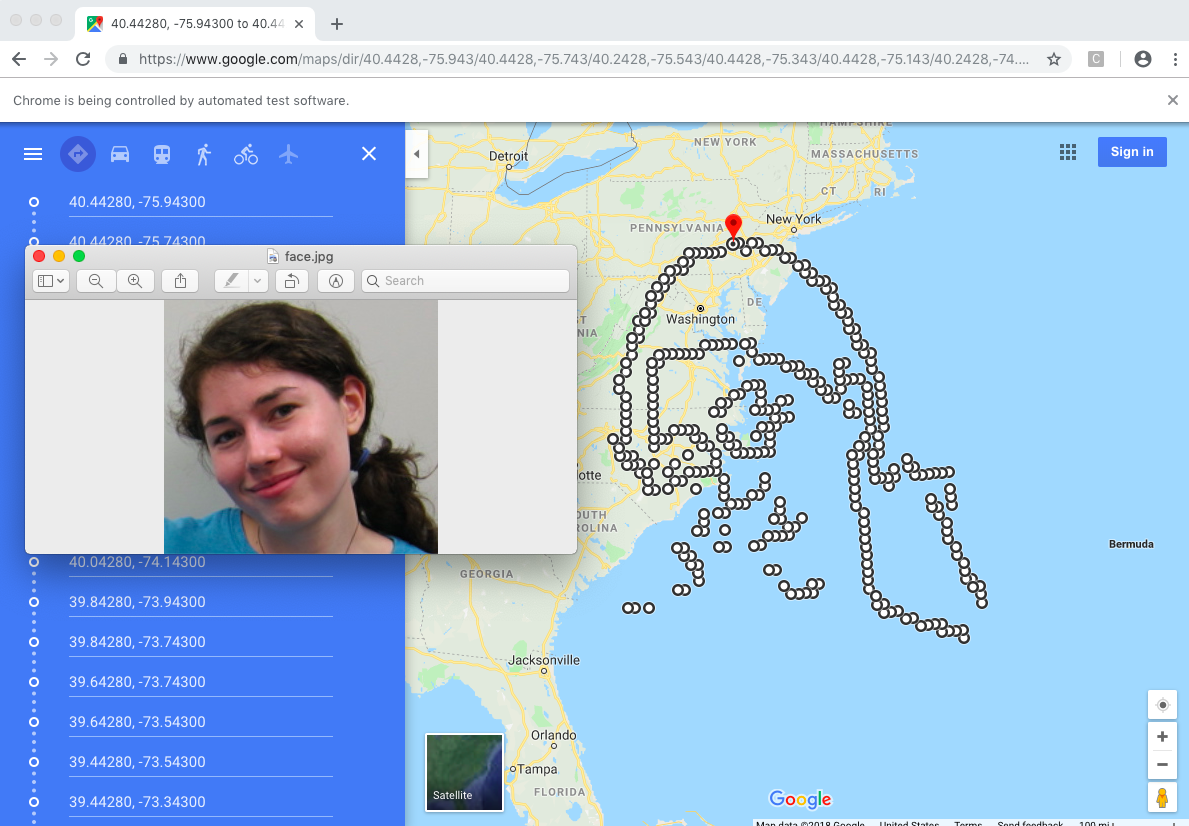 40.44280, -75.94300 to 40.44
https://www.google.com/maps/dir/40.4428,-75.943/40.4428,-75.743/40.2428,-75.543/40.4428,-75.343/40.4428,-75.143/40.2428,-74....
C
Chrome is being controlled by automated test software.
Sign in
40.44280, -75.94300
40.44280, -75.74300
face.jpg
Search
40.04280, -74.14300
39.84280, -73.94300
39.84280, -73.74300
39.64280, -73.74300
39.64280, -73.54300
39.44280, -73.54300
39.44280, -73.34300
HAMPSHIRE
NEW YORK
Detroit
MASSACHUSETTS
CT
RI
New York
PENNSYLVANIA
DE
Washington
ST
NIA
lotte
OUTH
ROLINA
Bermuda
GEORGIA
Jacksonville
Orlando
Tampa
FLORIDA
Satellite
Google
Map data ©2018 Google
United States
Terms
Send feedback
100 mi